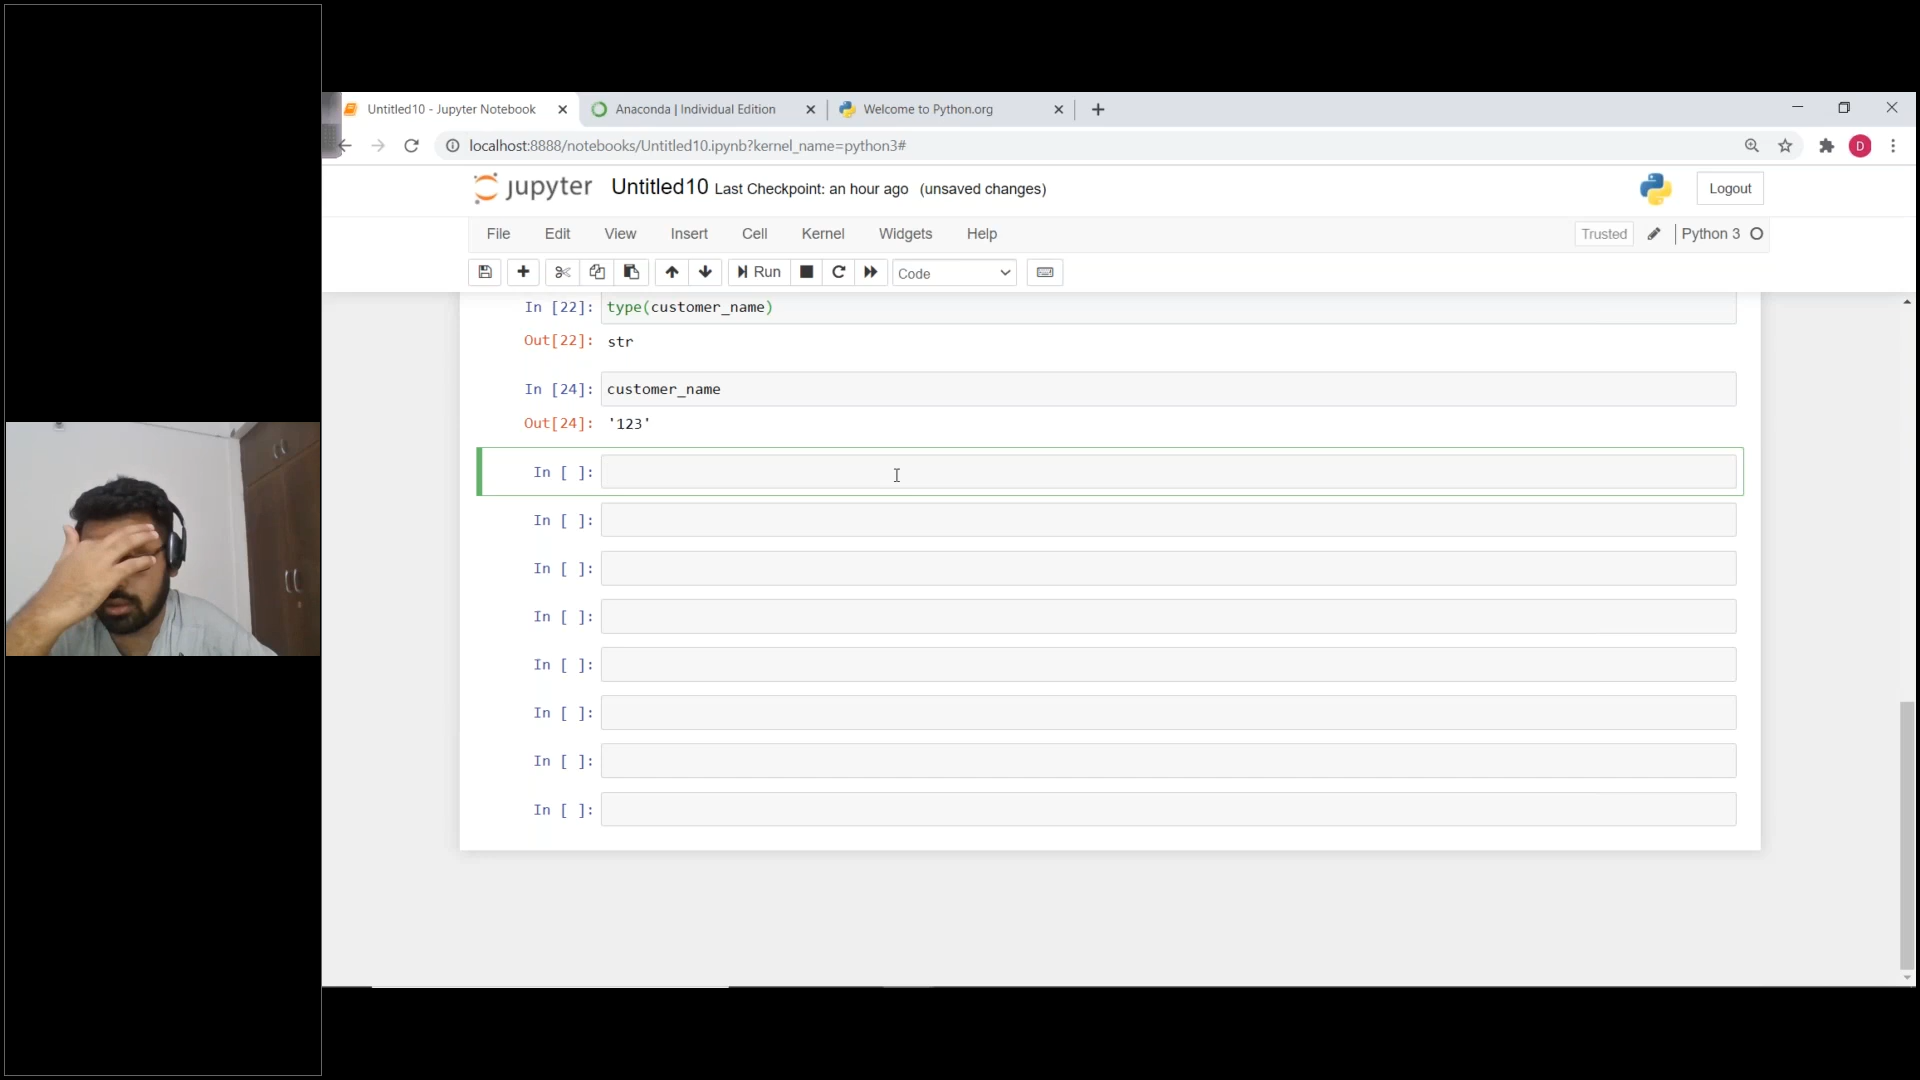 Untitled10 - Jupyter Notebook
Anaconda | Individual Edition
Welcome to Python.org
localhost:8888/notebooks/Untitled10.ipynb?kernel_name=python3#
D
jupyter Untitled10 Last Checkpoint: an hour ago (unsaved changes)
Logout
File Edit View Insert Cell Kernel Widgets Help
Trusted Python 3
Run Code
In [22]: type(customer_name)
Out[22]: str
In [24]: customer_name
Out[24]: '123'
In [ ]:
In [ ]:
In [ ]:
In [ ]:
In [ ]:
In [ ]:
In [ ]:
In [ ]: